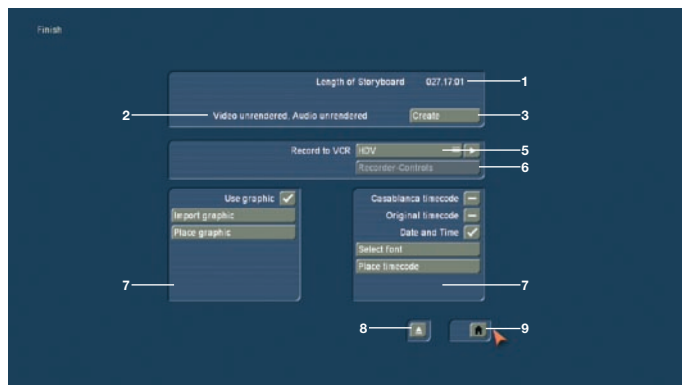 Finish
Length of Storyboard 027.17:01 1
2 Video unrendered, Audio unrendered Create 3
Record to VCR HDV 5
Recorder-Controls 6
Use graphic
Import graphic
Place graphic
7
Casablanca timecode
Original timecode
Date and Time
Select font
Place timecode
7
8
9